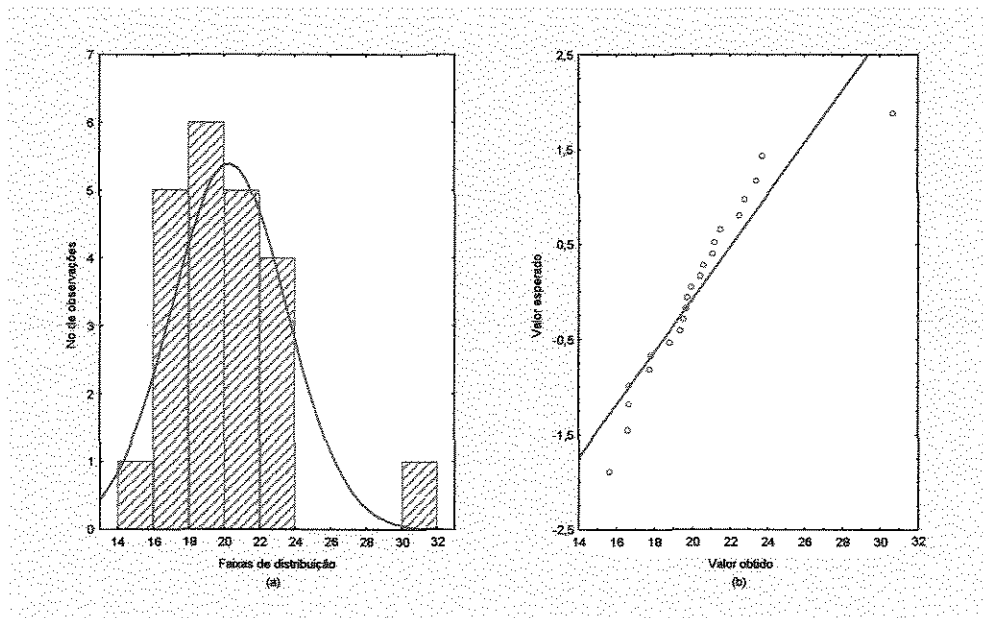 7
6
5
4
3
2
1
0
No de observações
14 16 18 20 22 24 26 28 30 32
Faixas de distribuição
(a)
2,5
1,5
0,5
-0,5
-1,5
-2,5
Valor esperado
14 16 18 20 22 24 26 28 30 32
Valor obtido
(b)